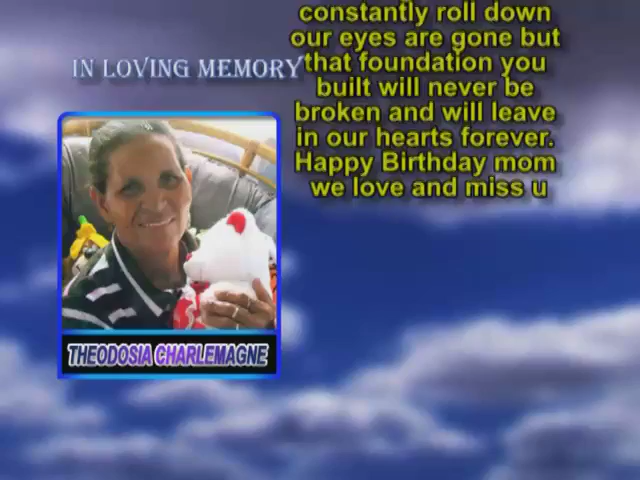 IN LOVING MEMORY
constantly roll down
our eyes are gone but
that foundation you
built will never be
broken and will leave
in our hearts forever.
Happy Birthday mom
we love and miss u
THEODOSIA CHARLEMAGNE